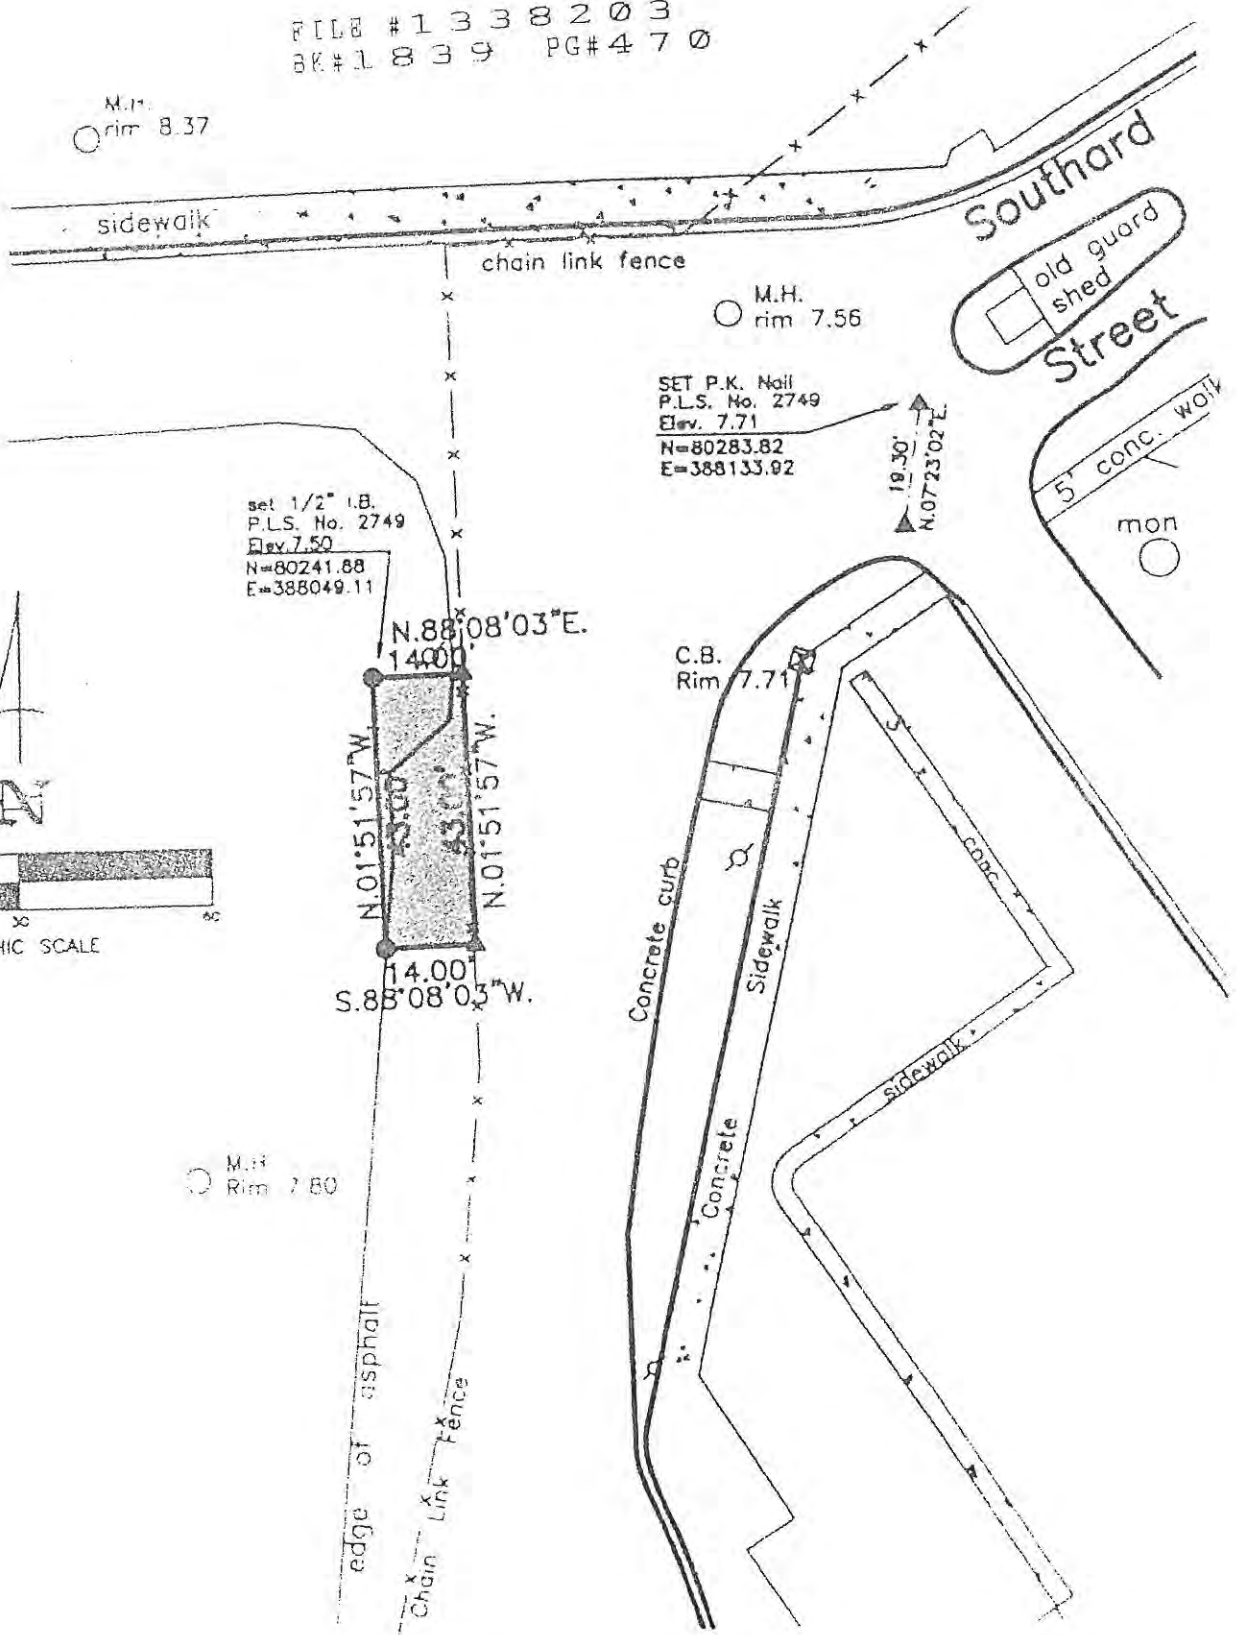 FILE #1338203
BK#1839 PG#470
M.H.
rim 8.37
sidewalk
chain link fence
Southard
Street
old guard
shed
M.H.
rim 7.56
SET P.K. Nail
P.L.S. No. 2749
Elev. 7.71
N=80283.82
E=388133.92
19.30'
N.07°23'02"E.
5' conc. walk
mon
set 1/2" I.B.
P.L.S. No. 2749
Elev.7.50
N=80241.88
E=388049.11
N.88°08'03"E.
14.00'
C.B.
Rim 7.71
N.01°51'57"W.
43.00'
43.00'
N.01°51'57"W.
14.00'
S.88°08'03"W.
N
30
60
HIC SCALE
Concrete curb
Sidewalk
Concrete
conc.
sidewalk
M.H
Rim 7.80
edge of asphalt
Chain Link Fence